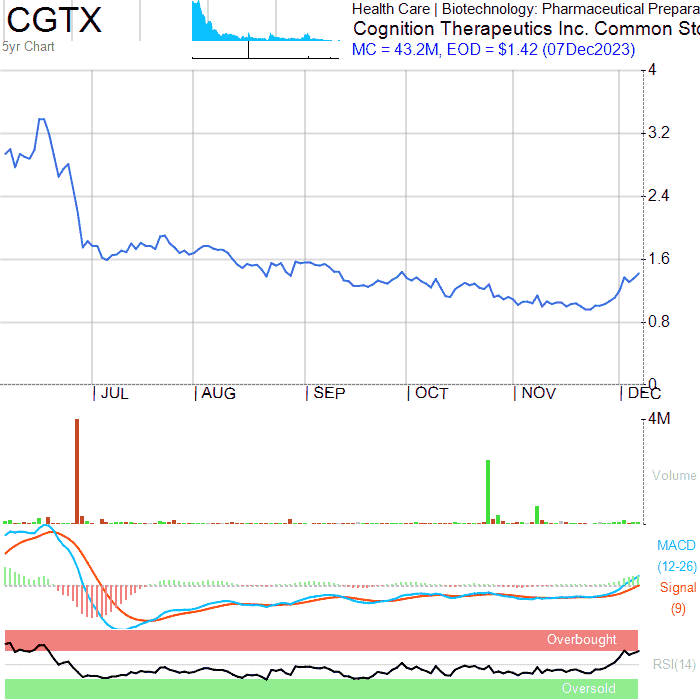 CGTX
5yr Chart
Health Care | Biotechnology: Pharmaceutical Prepara
Cognition Therapeutics Inc. Common Sto
MC = 43.2M, EOD = $1.42 (07Dec2023)
4
3.2
2.4
1.6
0.8
0
JUL AUG SEP OCT NOV DEC
4M
Volume
MACD
(12-26)
Signal
(9)
Overbought
RSI(14)
Oversold